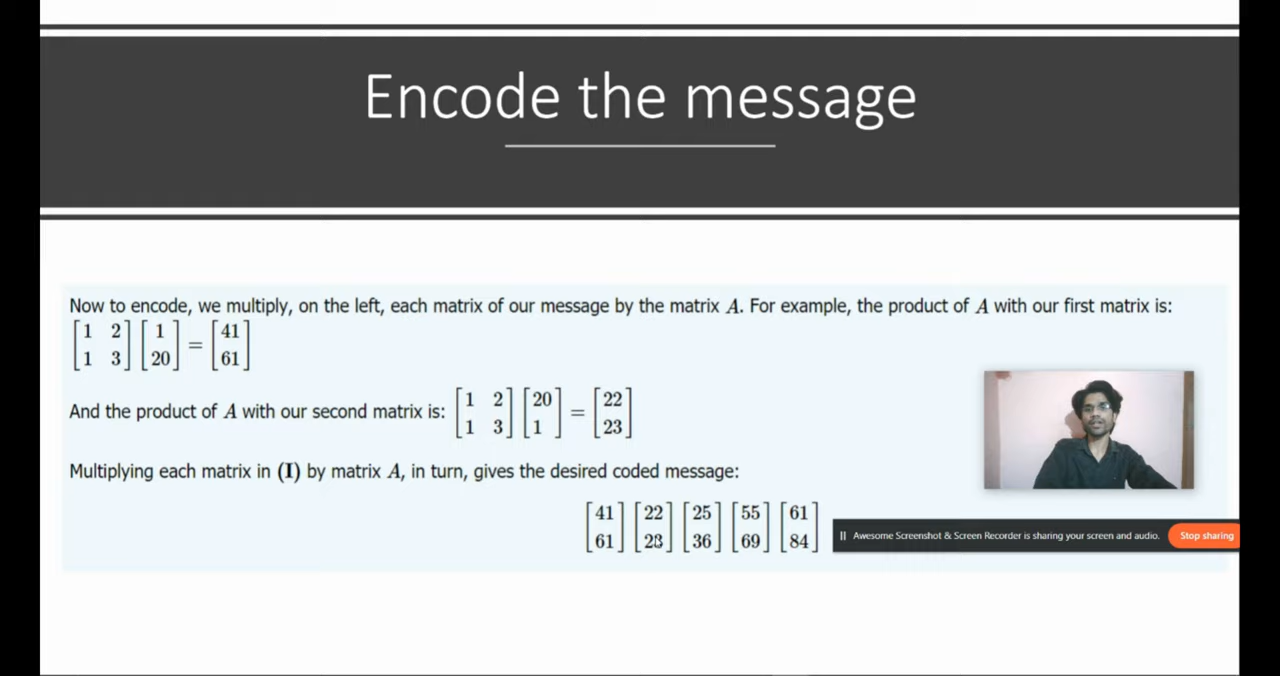 Encode the message
Now to encode, we multiply, on the left, each matrix of our message by the matrix A. For example, the product of A with our first matrix is:
[1 2; 1 3] [1; 20] = [41; 61]
And the product of A with our second matrix is: [1 2; 1 3] [20; 1] = [22; 23]
Multiplying each matrix in (I) by matrix A, in turn, gives the desired coded message:
[41; 61] [22; 23] [25; 36] [55; 69] [61; 84]
|| Awesome Screenshot & Screen Recorder is sharing your screen and audio. Stop sharing